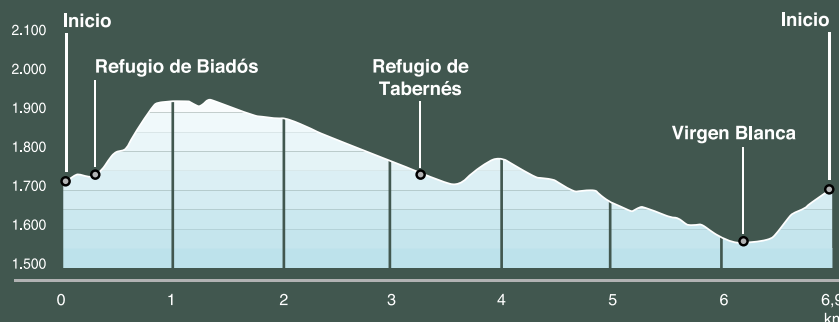 Inicio
Inicio
2.100
Refugio de Biadós
Refugio de
Tabernés
2.000
1.900
Virgen Blanca
1.800
1.700
1.600
1.500
0 1 2 3 4 5 6 6,9
km